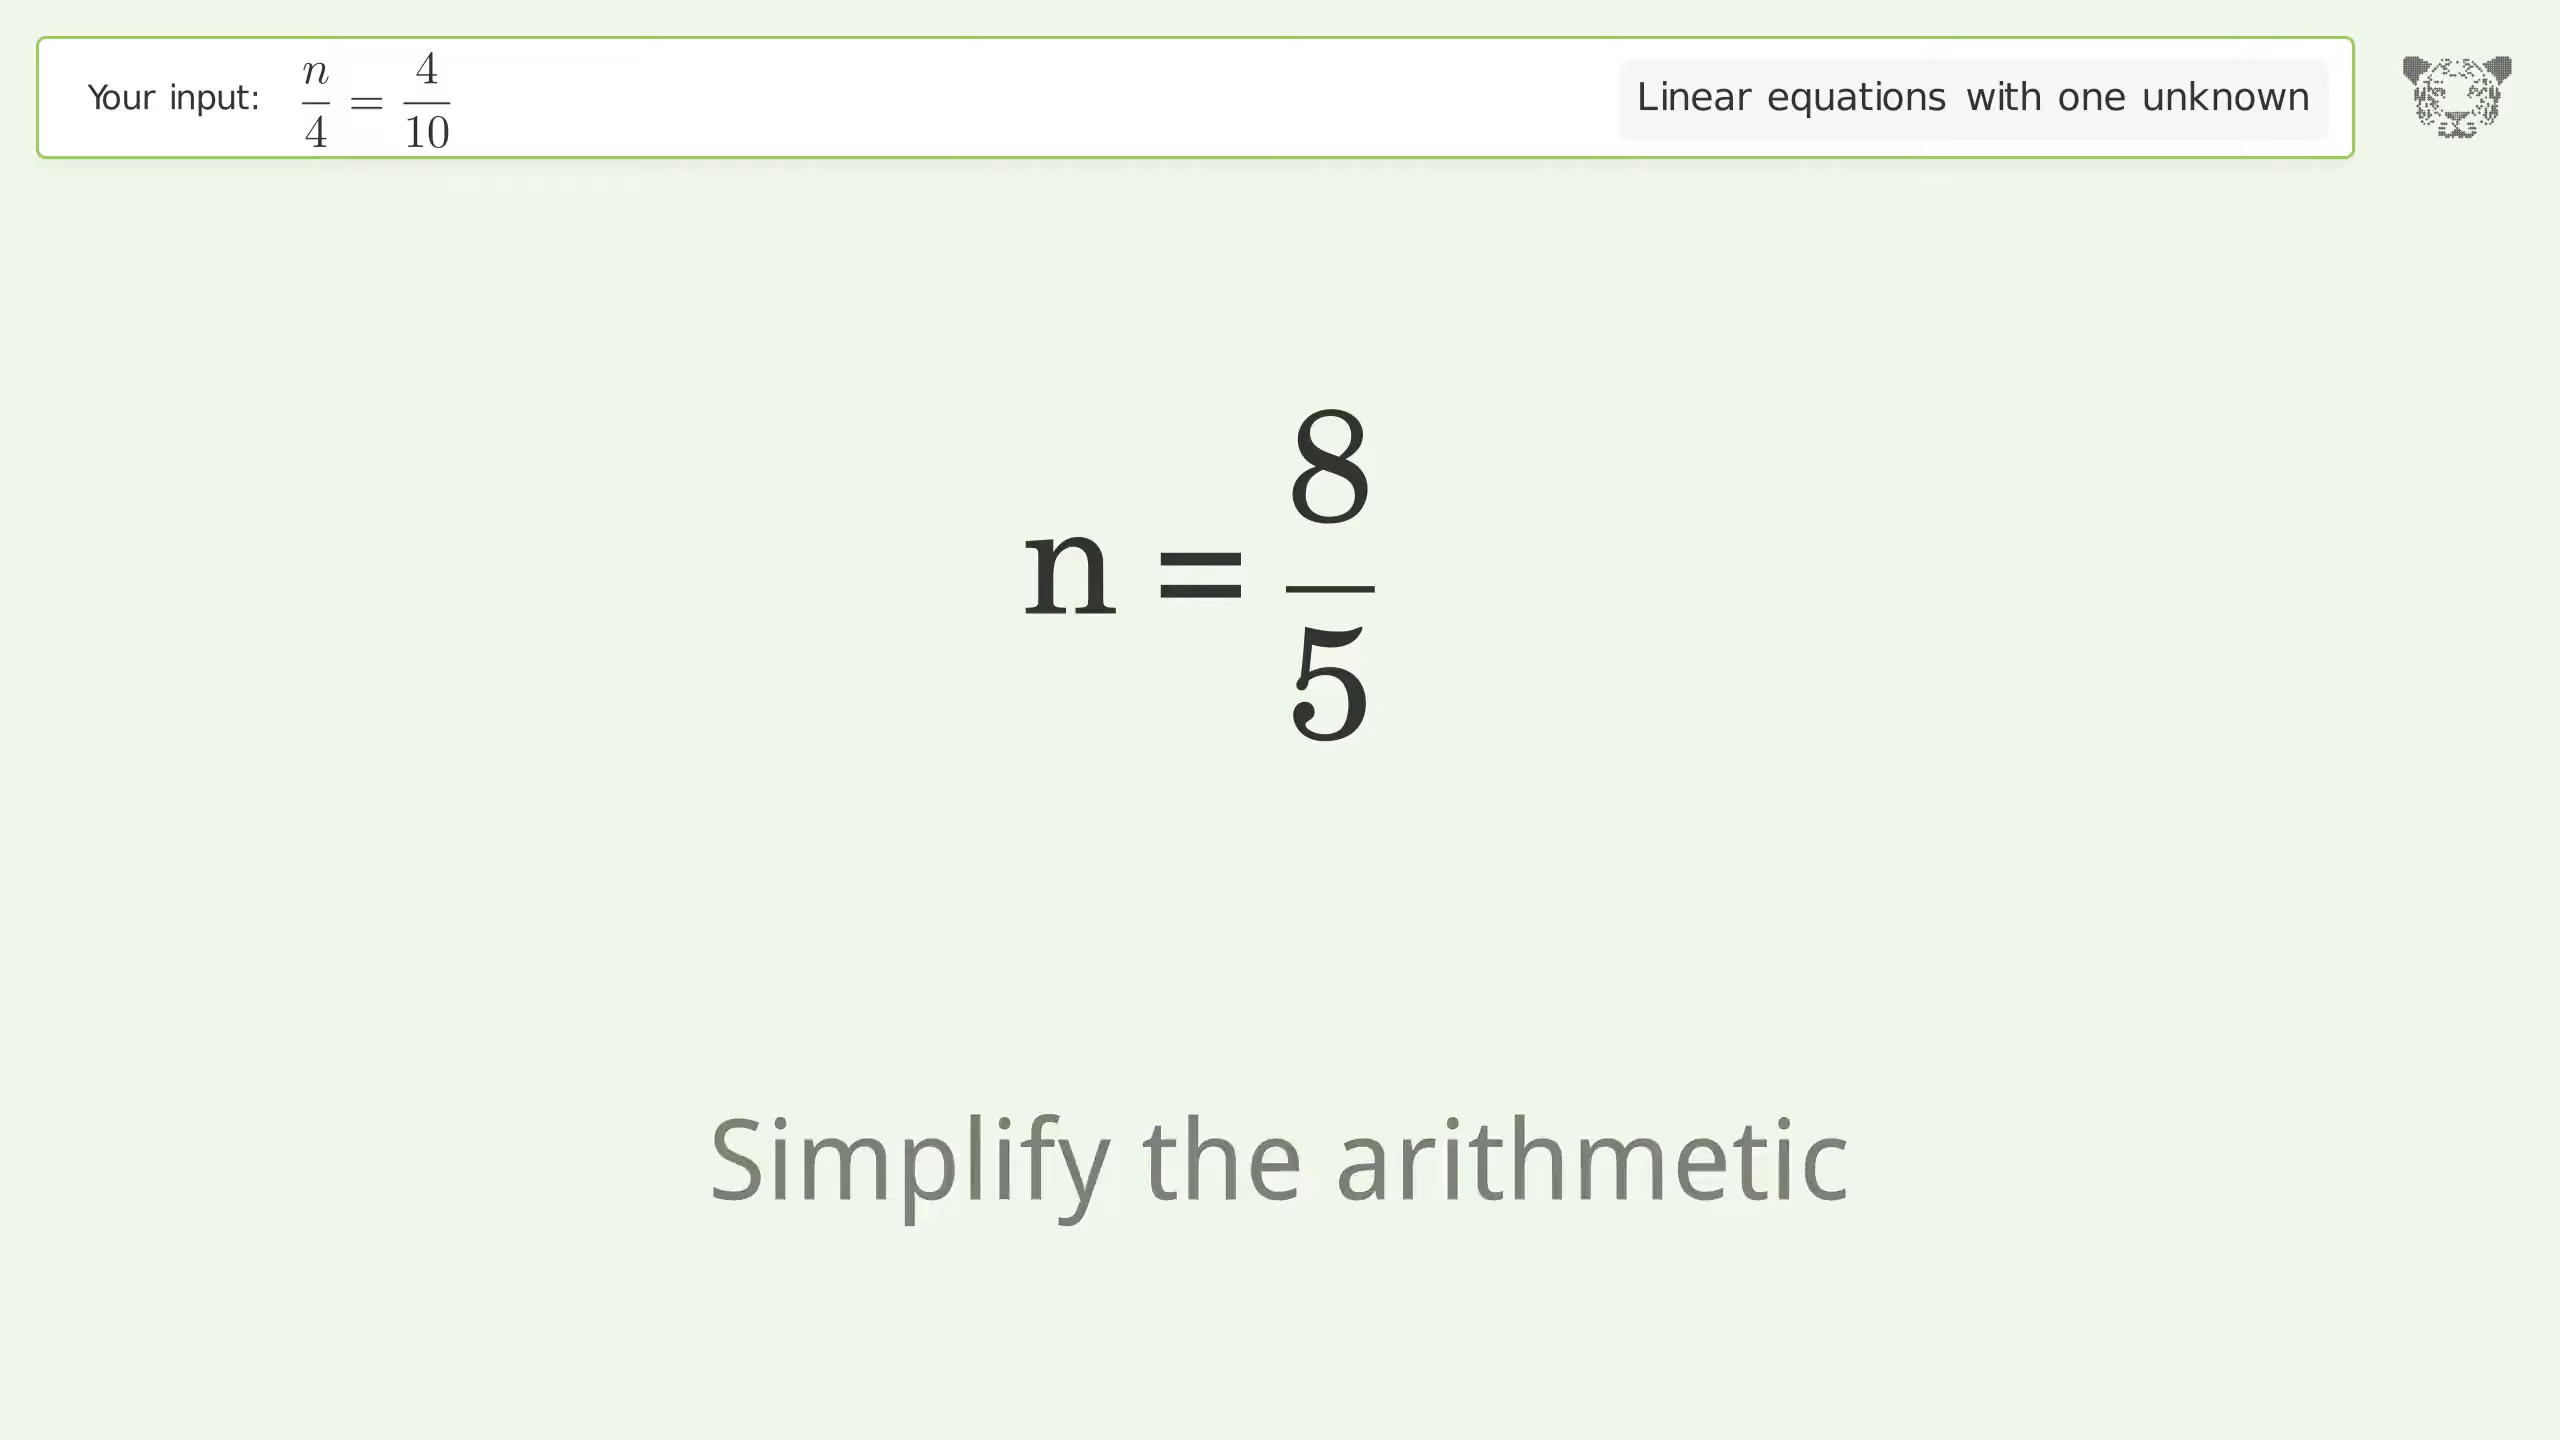 Your input: n/4 = 4/10
Linear equations with one unknown
n = 8/5
Simplify the arithmetic